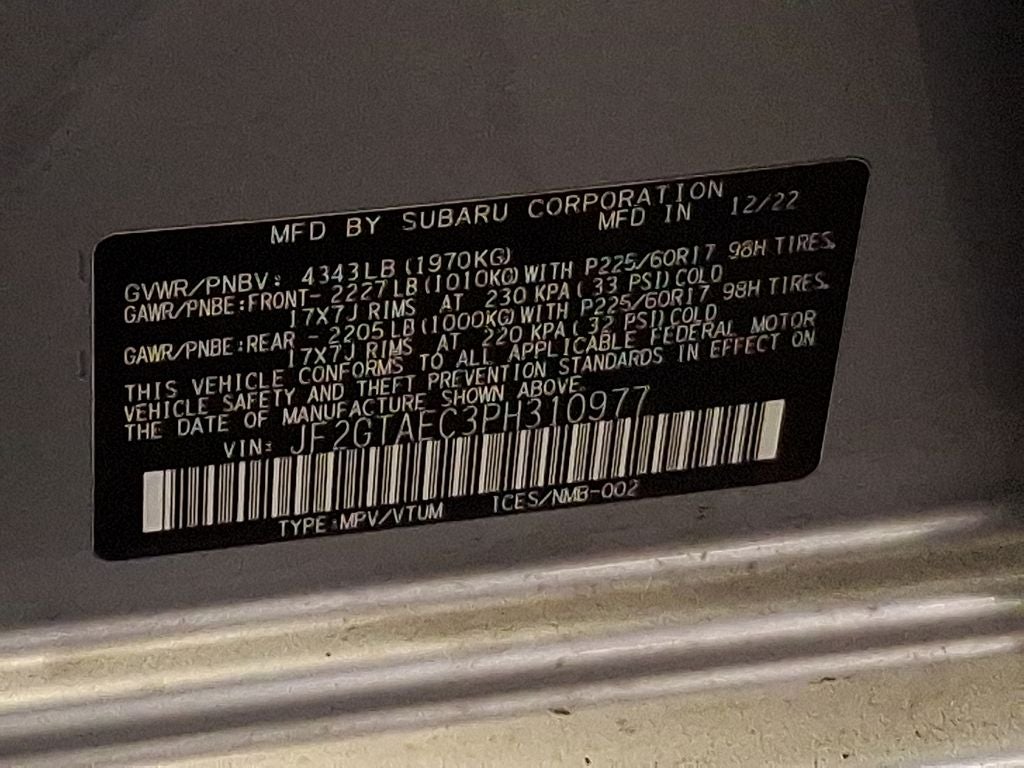 MFD BY SUBARU CORPORATION
MFD IN 12/22
GVWR/PNBV: 4343LB (1970KG)
GAWR/PNBE:FRONT- 2227LB(1010KG)WITH P225/60R17 98H TIRES.
17X7J RIMS AT 230 KPA( 33 PSI)COLD
GAWR/PNBE:REAR - 2205LB(1000KG)WITH P225/60R17 98H TIRES.
17X7J RIMS AT 220 KPA( 32 PSI)COLD
THIS VEHICLE CONFORMS TO ALL APPLICABLE FEDERAL MOTOR
VEHICLE SAFETY AND THEFT PREVENTION STANDARDS IN EFFECT ON
THE DATE OF MANUFACTURE SHOWN ABOVE.
VIN: JF2GTAEC3PH310977
TYPE:MPV/VTUM ICES/NMB-002